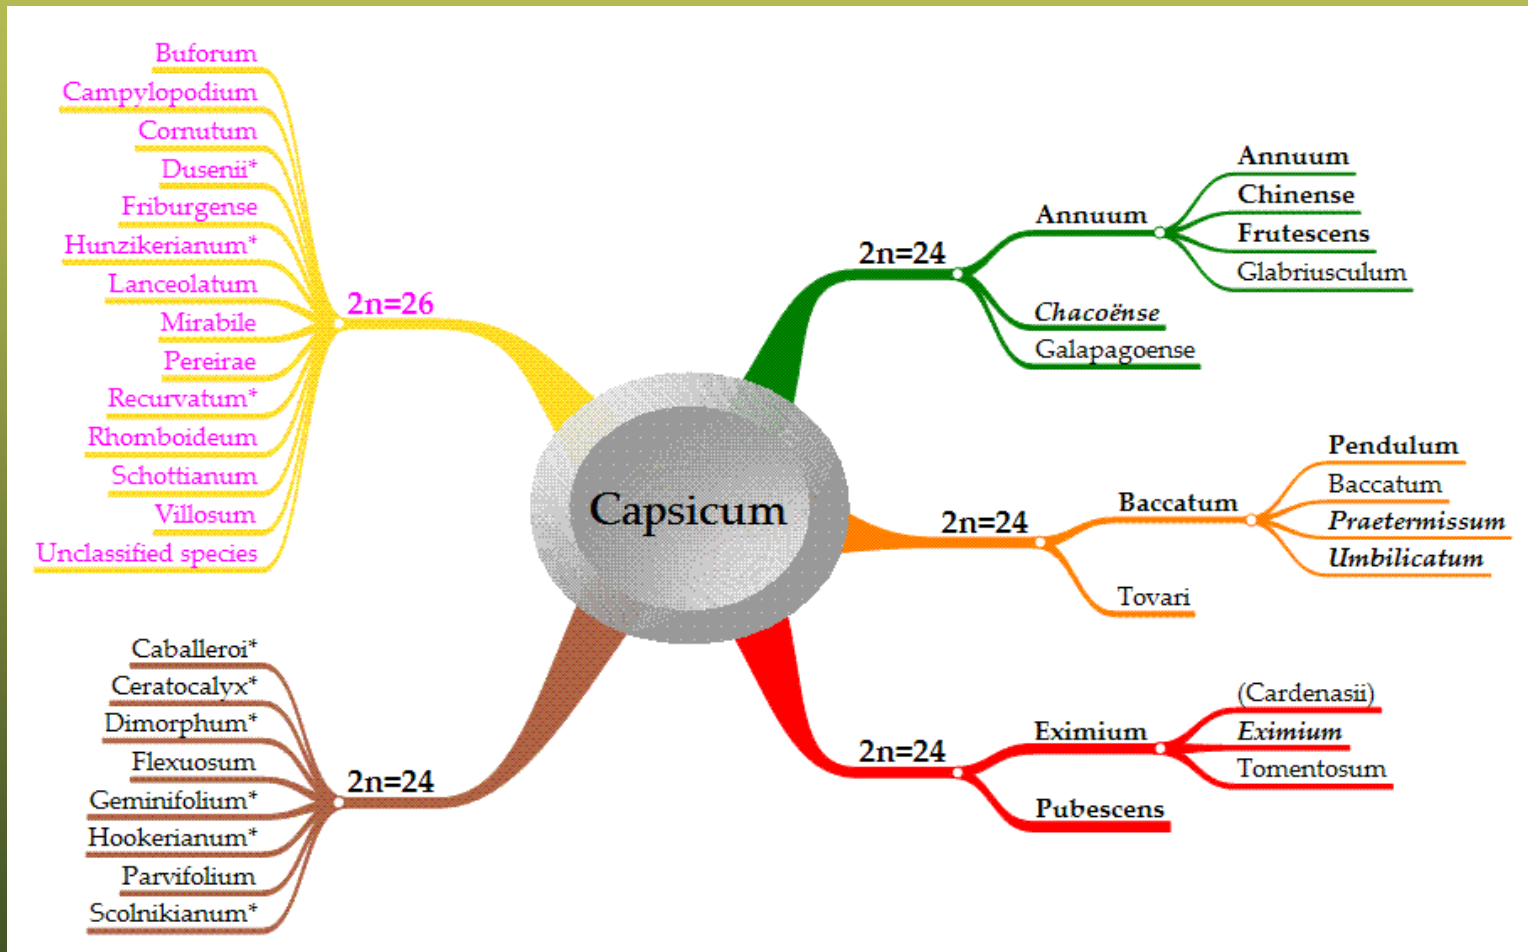 Buforum
Campylopodium
Cornutum
Dusenii*
Friburgense
Hunzikerianum*
Lanceolatum
Mirabile
Pereirae
Recurvatum*
Rhomboideum
Schottianum
Villosum
Unclassified species
2n=26
Caballeroi*
Ceratocalyx*
Dimorphum*
Flexuosum
Geminifolium*
Hookerianum*
Parvifolium
Scolnikianum*
2n=24
Capsicum
2n=24
Annuum
Annuum
Chinense
Frutescens
Glabriusculum
Chacoënse
Galapagoense
2n=24
Baccatum
Pendulum
Baccatum
Praetermissum
Umbilicatum
Tovari
2n=24
Eximium
(Cardenasii)
Eximium
Tomentosum
Pubescens